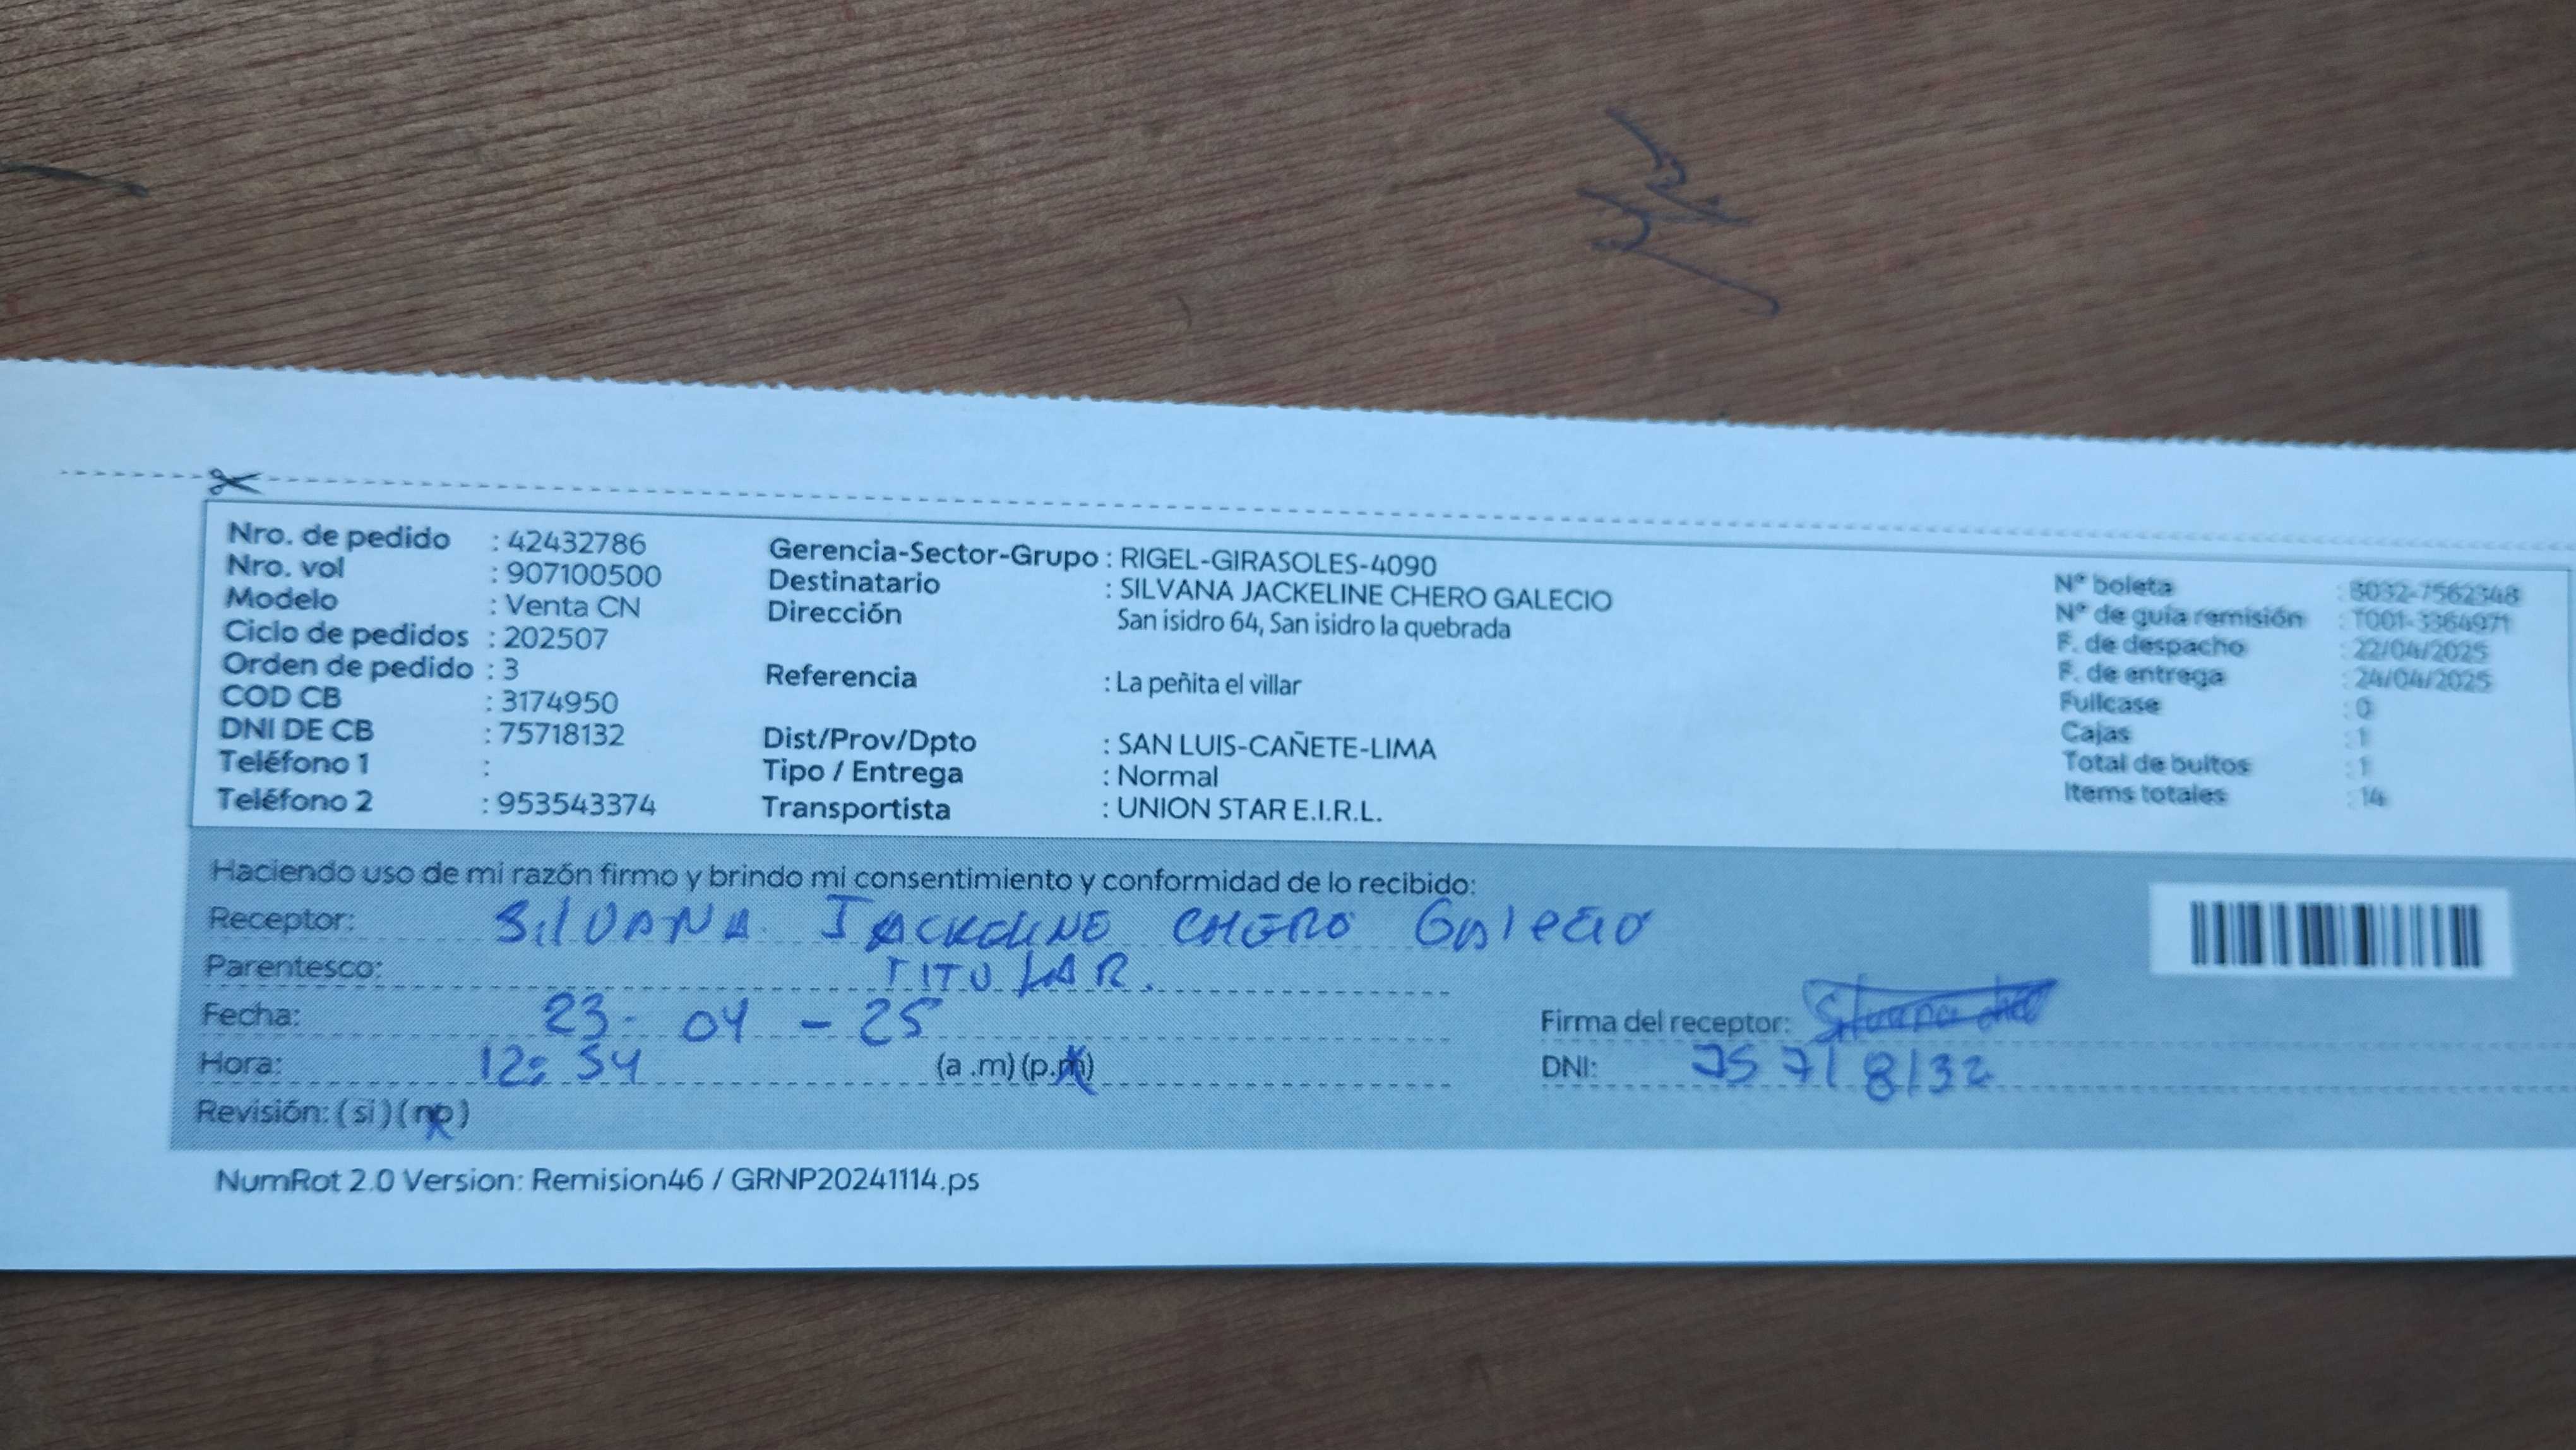 Nro. de pedido : 42432786
Nro. vol : 907100500
Modelo : Venta CN
Ciclo de pedidos : 202507
Orden de pedido : 3
COD CB : 3174950
DNI DE CB : 75718132
Teléfono 1 :
Teléfono 2 : 953543374
Gerencia-Sector-Grupo : RIGEL-GIRASOLES-4090
Destinatario : SILVANA JACKELINE CHERO GALECIO
Dirección San isidro 64, San isidro la quebrada
Referencia : La peñita el villar
Dist/Prov/Dpto : SAN LUIS-CAÑETE-LIMA
Tipo / Entrega : Normal
Transportista : UNION STAR E.I.R.L.
N° boleta : B032-7562348
N° de guía remisión : T001-3364971
F. de despacho : 22/04/2025
F. de entrega : 24/04/2025
Fullcase : 0
Cajas : 1
Total de bultos : 1
Items totales : 14
Haciendo uso de mi razón firmo y brindo mi consentimiento y conformidad de lo recibido:
Receptor: SilVANA JACKELINE CHERO Galecio
Parentesco: TITULAR.
Fecha: 23 - 04 - 25
Hora: 12: 54 (a .m) (p.m)
Revisión: ( si ) ( no )
Firma del receptor: Silvana
DNI: 75718132
NumRot 2.0 Version: Remision46 / GRNP20241114.ps